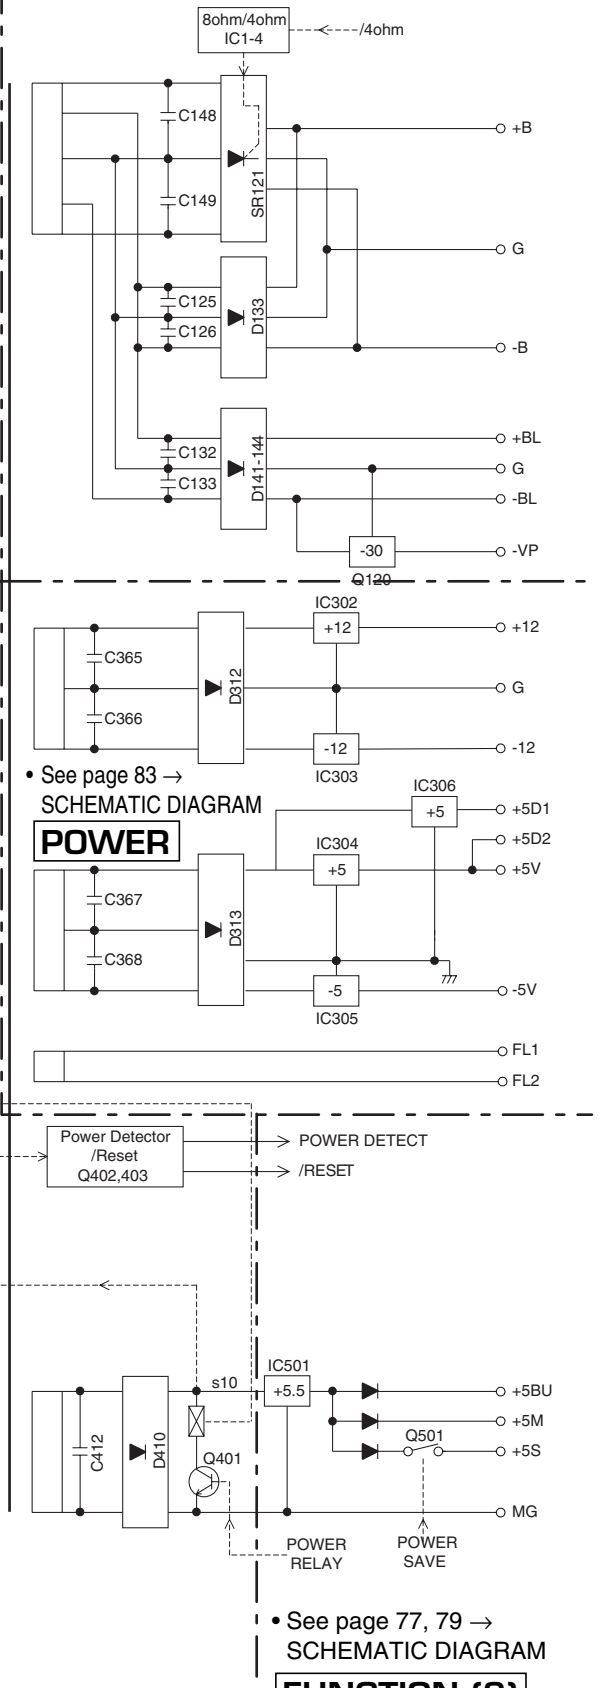 8ohm/4ohm
IC1-4
/4ohm
C148
+B
C149
SR121
G
C125
D133
C126
-B
C132
+BL
D141-144
G
C133
-BL
-30
-VP
Q120
IC302
+12
+12
C365
D312
G
C366
-12
-12
IC303
• See page 83 →
SCHEMATIC DIAGRAM
POWER
IC306
+5
+5D1
+5D2
IC304
+5
+5V
C367
D313
C368
-5
-5V
IC305
FL1
FL2
Power Detector
/Reset
Q402,403
POWER DETECT
/RESET
s10
IC501
+5.5
+5BU
+5M
Q501
+5S
C412
D410
Q401
MG
POWER
RELAY
POWER
SAVE
• See page 77, 79 →
SCHEMATIC DIAGRAM
FUNCTION (2)